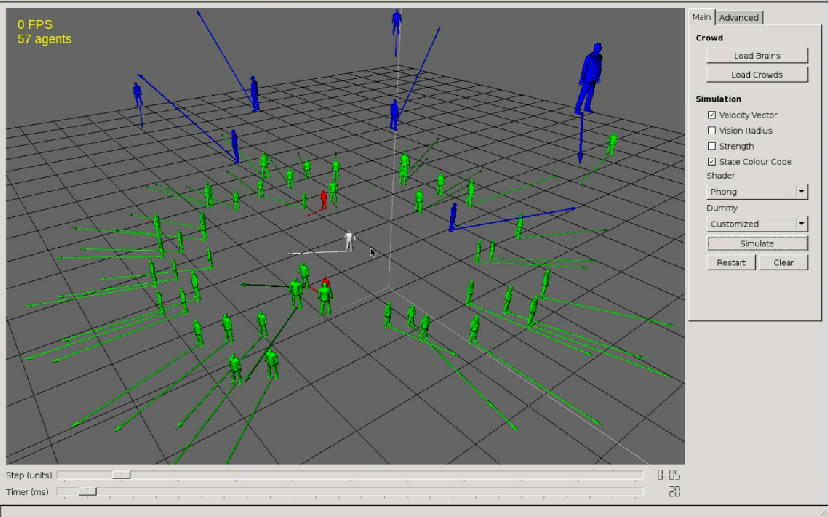 0 FPS
57 agents
Main
Advanced
Crowd
Load Brains
Load Crowds
Simulation
Velocity Vector
Vision Radius
Strength
State Colour Code
Shader
Phong
Dummy
Customized
Simulate
Restart
Clear
Step (units)
0.05
Timer (ms)
20